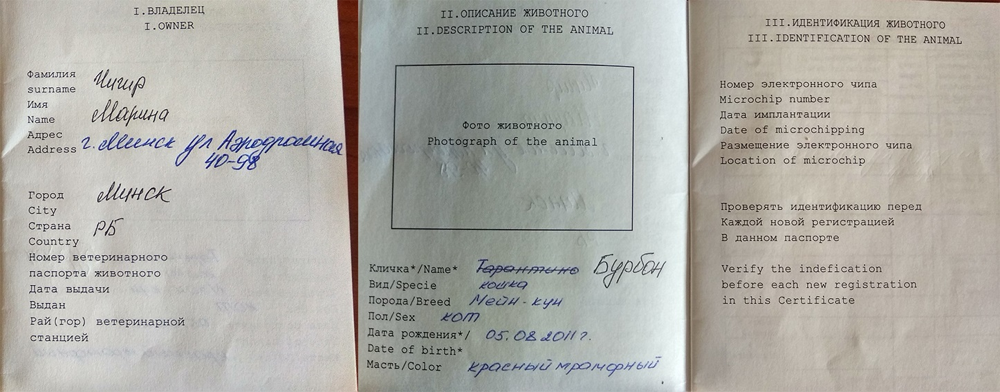 I.ВЛАДЕЛЕЦ
I.OWNER
Фамилия
surname Чигир
Имя
Name Марина
Адрес
Address г. Минск ул Аэродромная
40-98
Город Минск
City
Страна РБ
Country
Номер ветеринарного
паспорта животного
Дата выдачи
Выдан
Рай(гор) ветеринарной
станцией
II.ОПИСАНИЕ ЖИВОТНОГО
II.DESCRIPTION OF THE ANIMAL
Фото животного
Photograph of the animal
Кличка*/Name* Тарантино Бурбон
Вид/Specie кошка
Порода/Breed Мейн-кун
Пол/Sex кот
Дата рождения*/ 05.08 2011 г.
Date of birth*
Масть/Color красный мраморный
III.ИДЕНТИФИКАЦИЯ ЖИВОТНОГО
III.IDENTIFICATION OF THE ANIMAL
Номер электронного чипа
Microchip number
Дата имплантации
Date of microchipping
Размещение электронного чипа
Location of microchip
Проверять идентификацию перед
Каждой новой регистрацией
В данном паспорте
Verify the indefication
before each new registration
in this Certificate